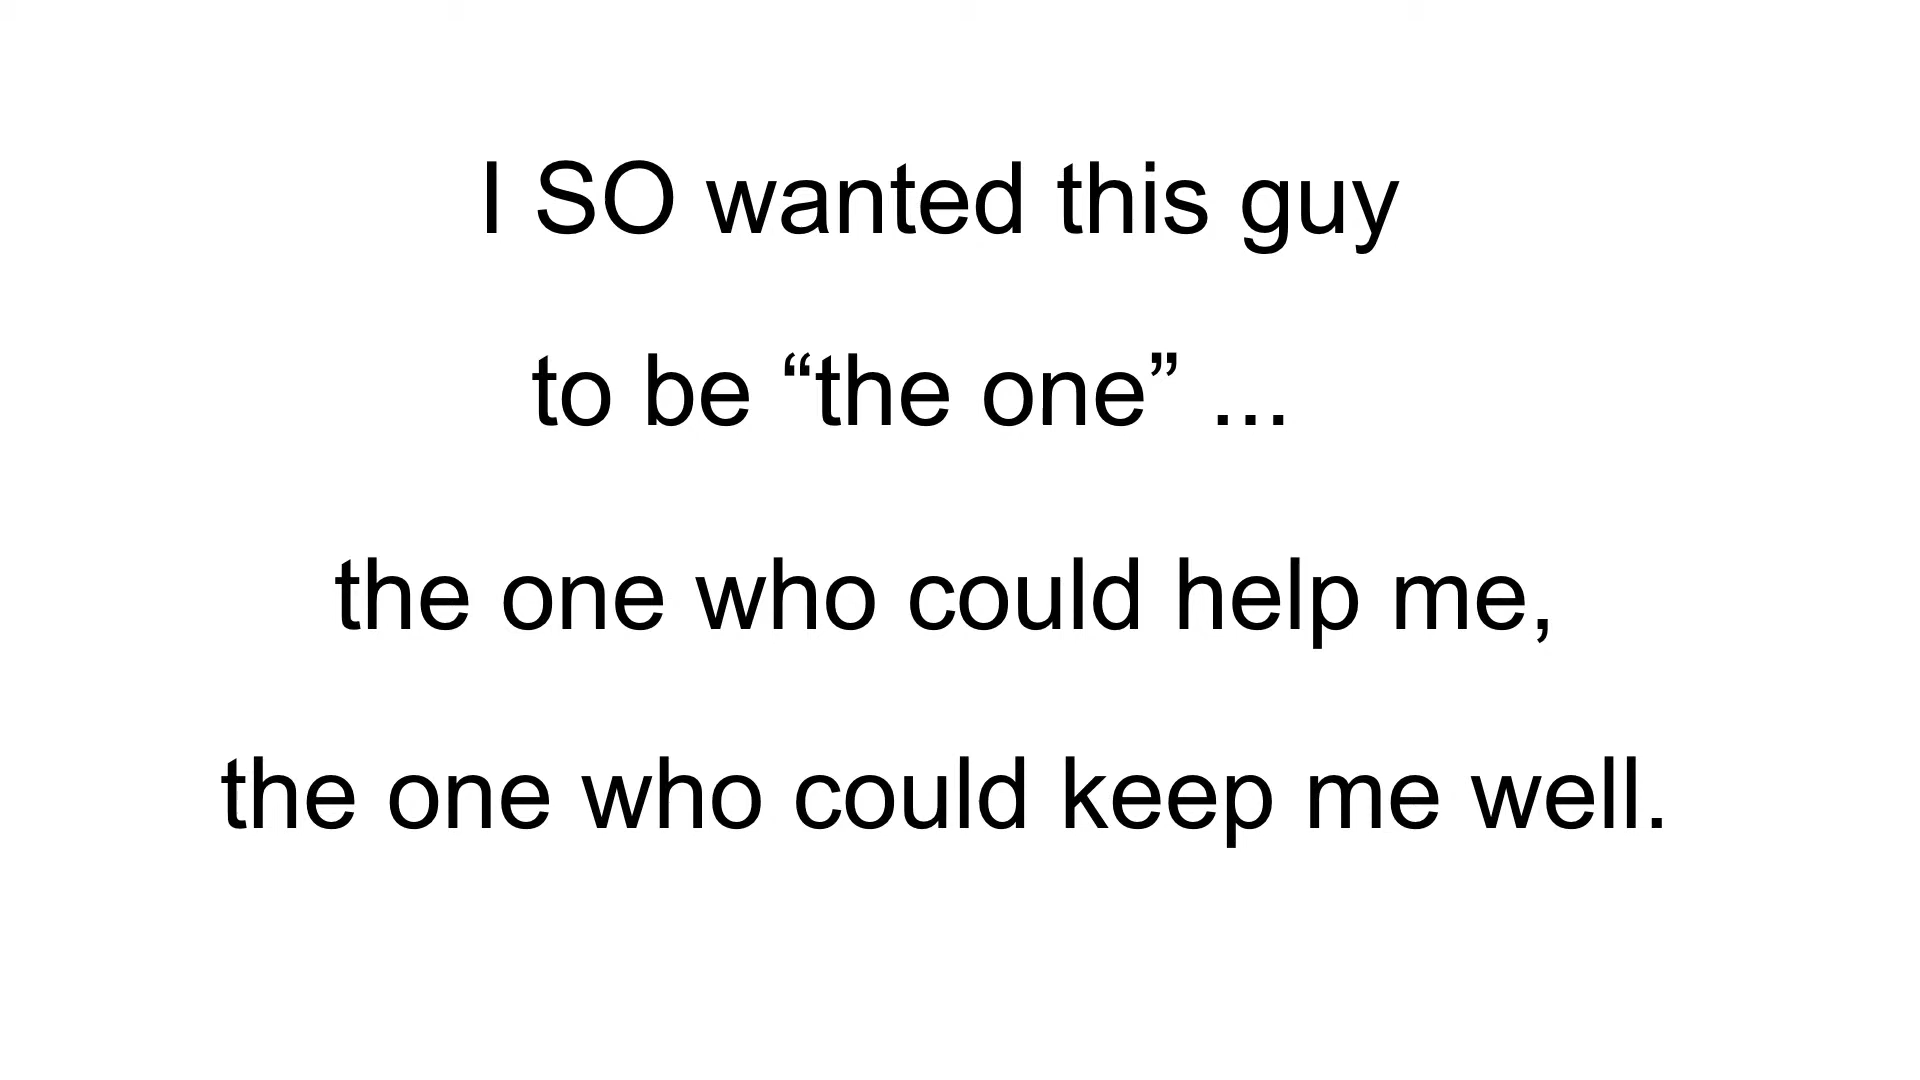 I SO wanted this guy
to be “the one” ...
the one who could help me,
the one who could keep me well.